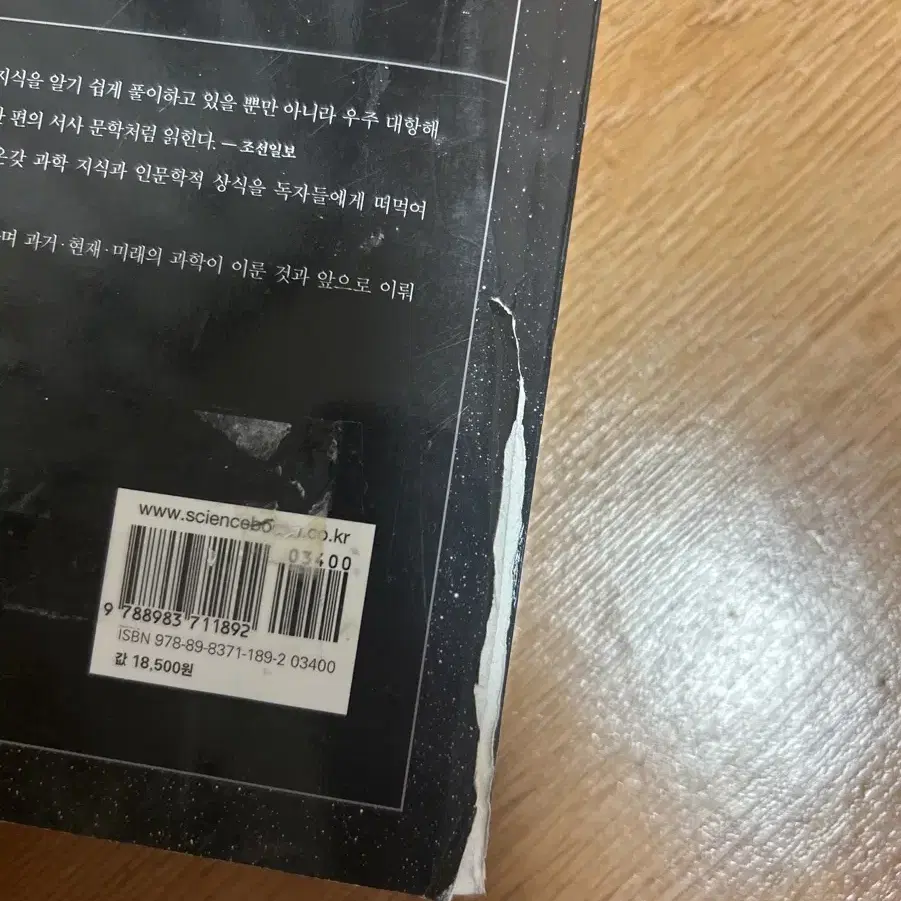 지식을 알기 쉽게 풀이하고 있을 뿐만 아니라 우주 대항해
편의 서사 문학처럼 읽힌다. ─ 조선일보
온갖 과학 지식과 인문학적 상식을 독자들에게 떠먹여
며 과거·현재·미래의 과학이 이룬 것과 앞으로 이뤄
03400
9 788983 711892
ISBN 978-89-8371-189-2 03400
값 18,500원